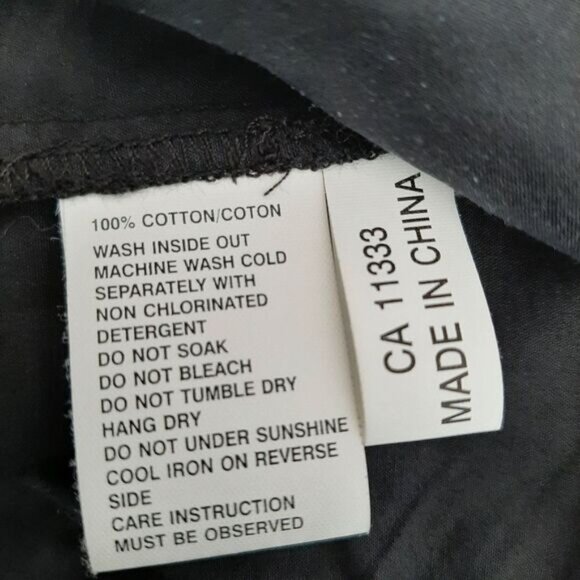 100% COTTON/COTON
WASH INSIDE OUT
MACHINE WASH COLD
SEPARATELY WITH
NON CHLORINATED
DETERGENT
DO NOT SOAK
DO NOT BLEACH
DO NOT TUMBLE DRY
HANG DRY
DO NOT UNDER SUNSHINE
COOL IRON ON REVERSE
SIDE
CARE INSTRUCTION
MUST BE OBSERVED
CA 11333
MADE IN CHINA